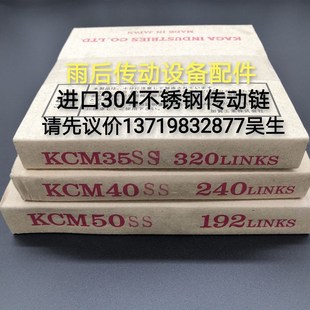 KAGA INDUSTRIES CO., LTD.
MADE IN JAPAN
雨后传动设备配件
进口304不锈钢传动链
请先议价13719832877吴生
KCM35SS 320LINKS
KCM40SS 240LINKS
KCM50SS 192LINKS